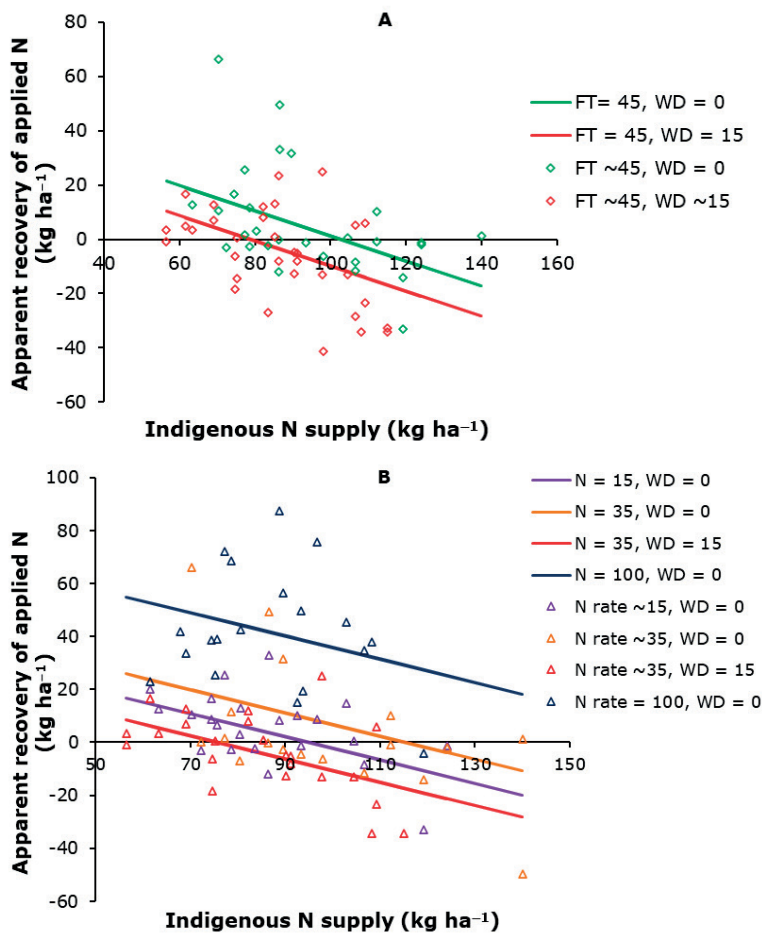 A
Apparent recovery of applied N
(kg ha⁻¹)
80
60
40
20
0
-20
-40
-60
40
60
80
100
120
140
160
Indigenous N supply (kg ha⁻¹)
FT= 45, WD = 0
FT = 45, WD = 15
FT ~45, WD = 0
FT ~45, WD ~15
B
Apparent recovery of applied N
(kg ha⁻¹)
100
80
60
40
20
0
-20
-40
-60
50
70
90
110
130
150
Indigenous N supply (kg ha⁻¹)
N = 15, WD = 0
N = 35, WD = 0
N = 35, WD = 15
N = 100, WD = 0
N rate ~15, WD = 0
N rate ~35, WD = 0
N rate ~35, WD = 15
N rate = 100, WD = 0